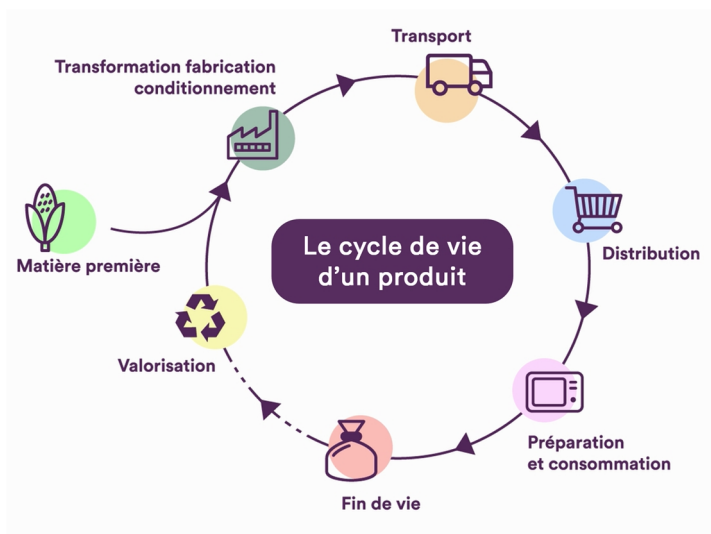 Transport
Transformation fabrication
conditionnement
Le cycle de vie
d'un produit
Distribution
Matière première
Valorisation
Préparation
et consommation
Fin de vie